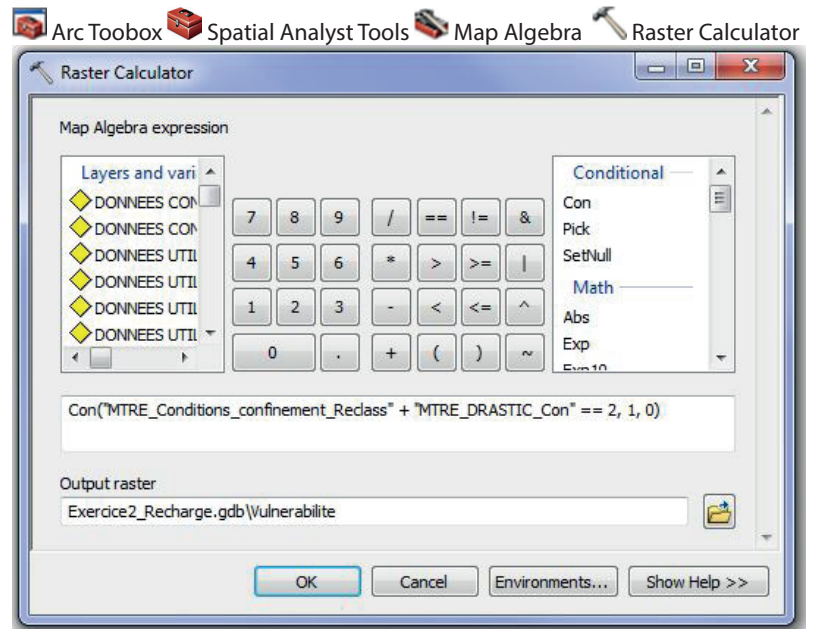 Arc Toobox Spatial Analyst Tools Map Algebra Raster Calculator
Raster Calculator
Map Algebra expression
Layers and vari
DONNEES CON
DONNEES CON
DONNEES UTIL
DONNEES UTIL
DONNEES UTIL
DONNEES UTIL
7 8 9 / == != &
4 5 6 * > >= |
1 2 3 - < <= ^
0 . + ( ) ~
Conditional
Con
Pick
SetNull
Math
Abs
Exp
Exp10
Con("MTRE_Conditions_confinement_Reclass" + "MTRE_DRASTIC_Con" == 2, 1, 0)
Output raster
Exercice2_Recharge.gdb\Vulnerabilite
OK Cancel Environments... Show Help >>